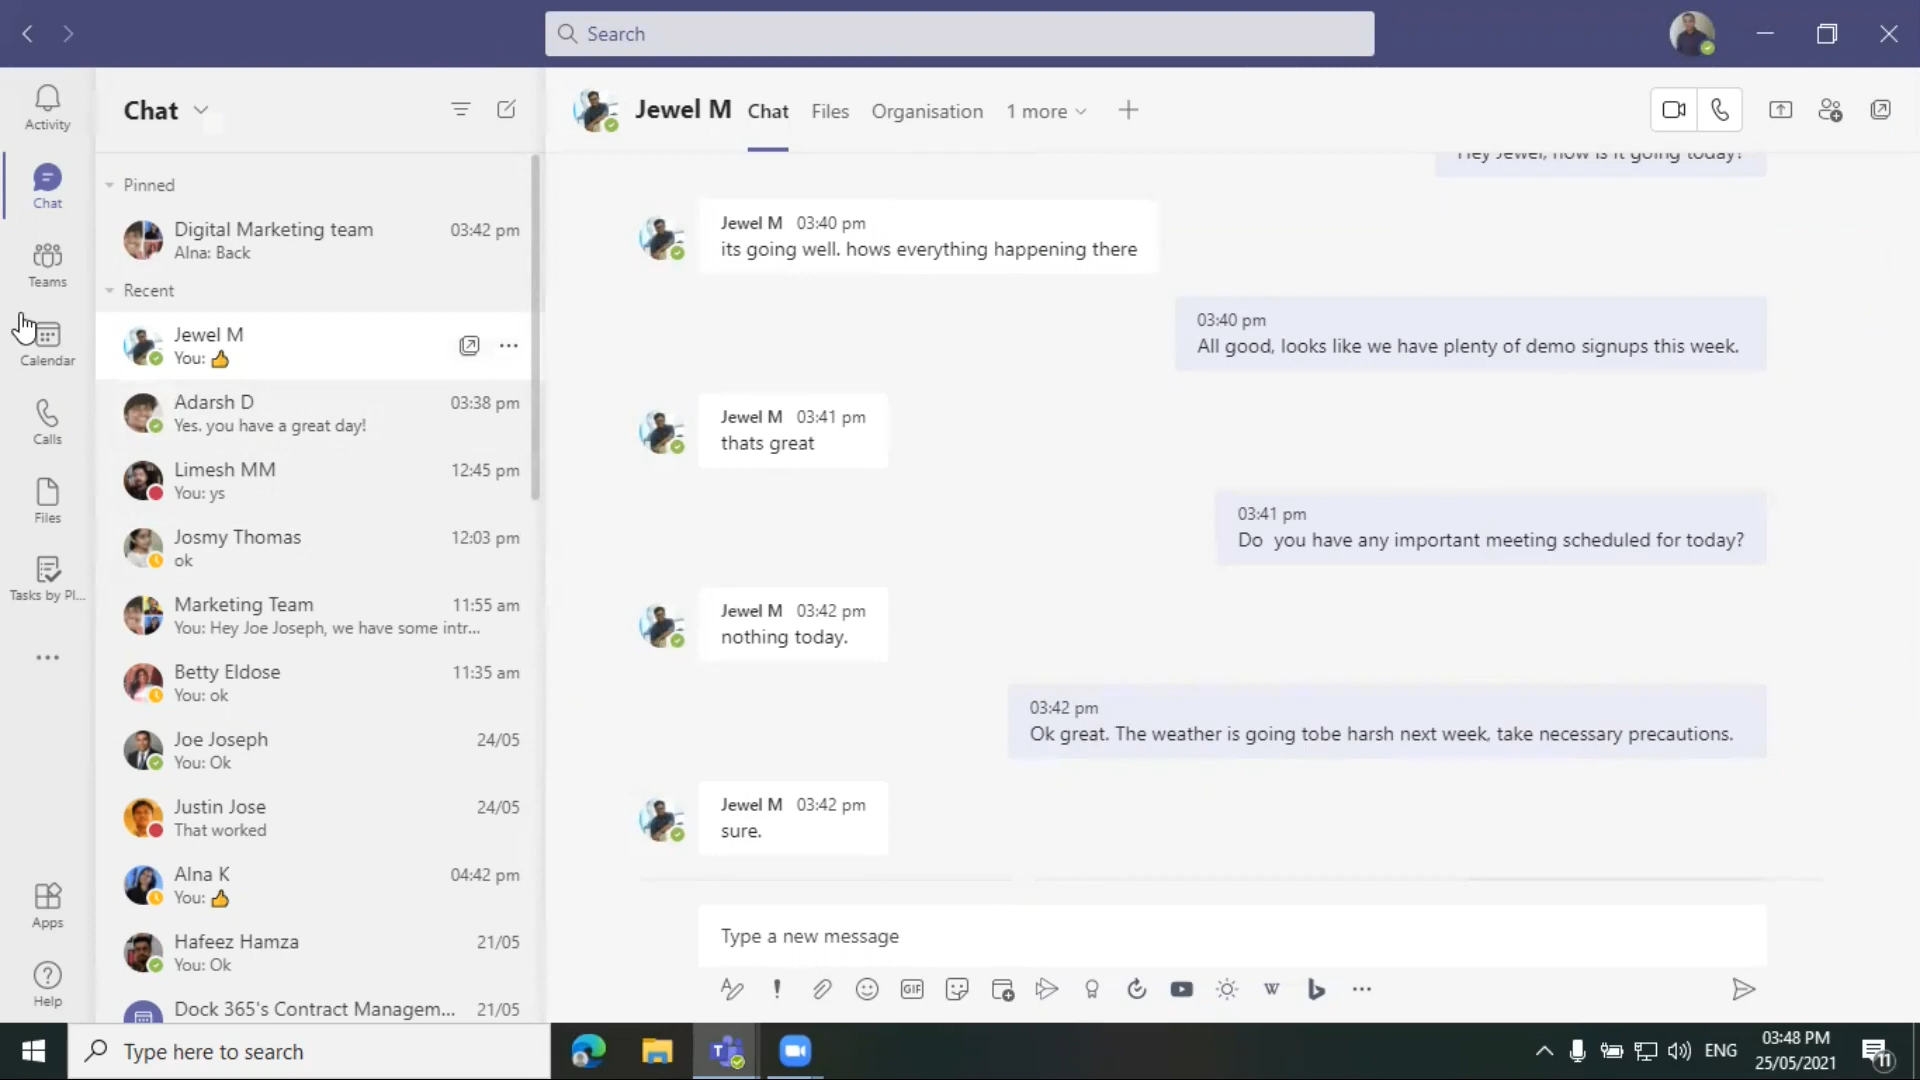 Search
Activity
Chat
Teams
Calendar
Calls
Files
Tasks by Pl...
Apps
Help
Chat
Pinned
Digital Marketing team 03:42 pm
Alna: Back
Recent
Jewel M
You: 👍
Adarsh D 03:38 pm
Yes. you have a great day!
Limesh MM 12:45 pm
You: ys
Josmy Thomas 12:03 pm
ok
Marketing Team 11:55 am
You: Hey Joe Joseph, we have some intr...
Betty Eldose 11:35 am
You: ok
Joe Joseph 24/05
You: Ok
Justin Jose 24/05
That worked
Alna K 04:42 pm
You: 👍
Hafeez Hamza 21/05
You: Ok
Dock 365's Contract Managem... 21/05
Jewel M Chat Files Organisation 1 more
Hey Jewel, how is it going today?
Jewel M 03:40 pm
its going well. hows everything happening there
03:40 pm
All good, looks like we have plenty of demo signups this week.
Jewel M 03:41 pm
thats great
03:41 pm
Do  you have any important meeting scheduled for today?
Jewel M 03:42 pm
nothing today.
03:42 pm
Ok great. The weather is going tobe harsh next week, take necessary precautions.
Jewel M 03:42 pm
sure.
Type a new message
GIF
W
Type here to search
T
ENG
03:48 PM
25/05/2021
11